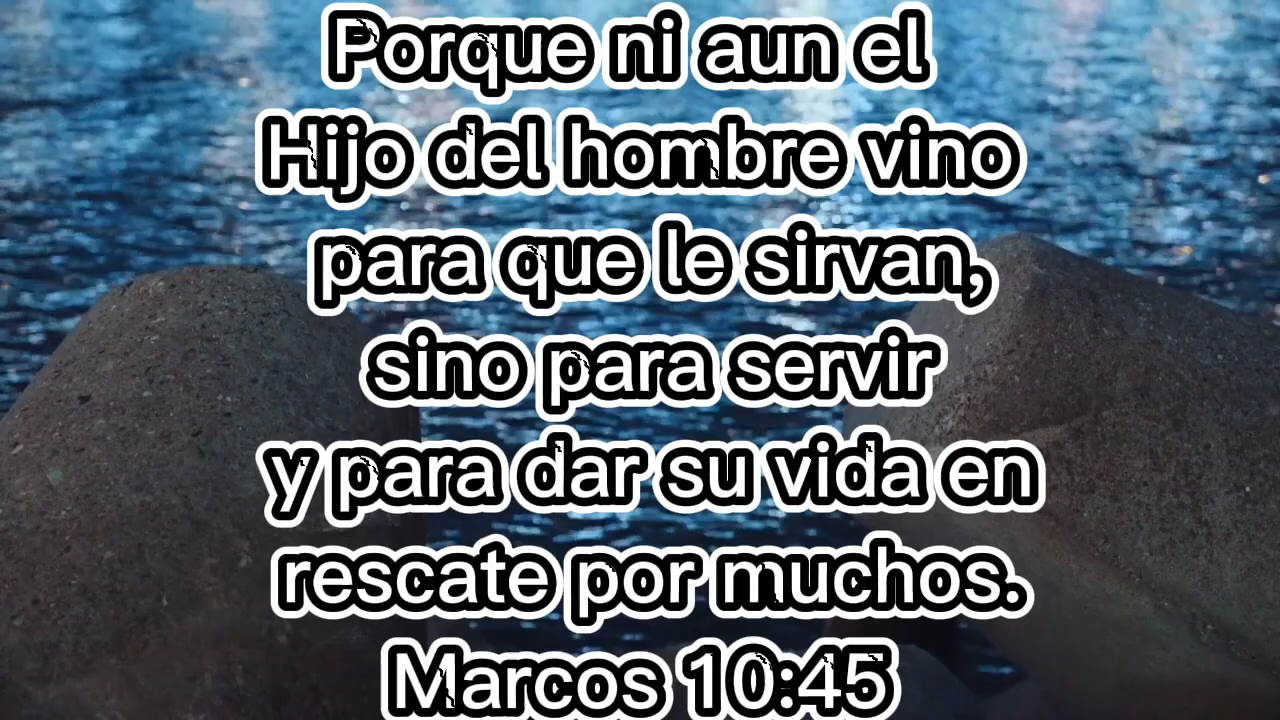 Porque ni aun el
Hijo del hombre vino
para que le sirvan,
sino para servir
y para dar su vida en
rescate por muchos.
Marcos 10:45